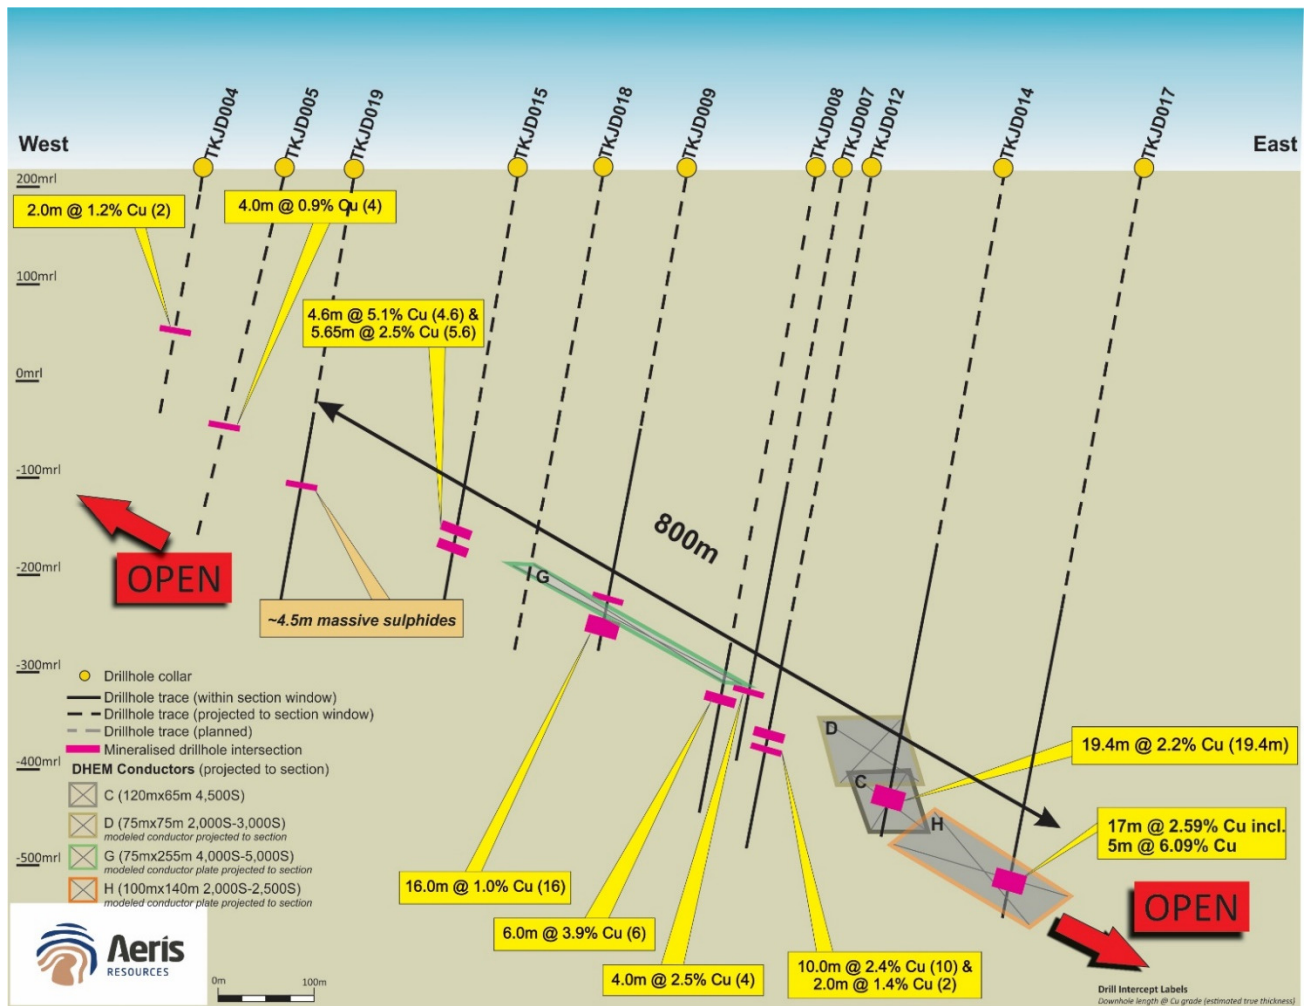 TKJD004
TKJD005
TKJD019
TKJD015
TKJD018
TKJD009
TKJD008
TKJD007
TKJD012
TKJD014
TKJD017
West
East
200mrl
2.0m @ 1.2% Cu (2)
4.0m @ 0.9% Cu (4)
100mrl
4.6m @ 5.1% Cu (4.6) &
5.65m @ 2.5% Cu (5.6)
0mrl
-100mrl
800m
OPEN
-200mrl
G
~4.5m massive sulphides
-300mrl
Drillhole collar
Drillhole trace (within section window)
Drillhole trace (projected to section window)
Drillhole trace (planned)
Mineralised drillhole intersection
DHEM Conductors (projected to section)
-400mrl
C (120mx65m 4,500S)
D (75mx75m 2,000S-3,000S)
modeled conductor projected to section
G (75mx255m 4,000S-5,000S)
modeled conductor plate projected to section
-500mrl
H (100mx140m 2,000S-2,500S)
modeled conductor plate projected to section
D
C
H
19.4m @ 2.2% Cu (19.4m)
17m @ 2.59% Cu incl.
5m @ 6.09% Cu
16.0m @ 1.0% Cu (16)
6.0m @ 3.9% Cu (6)
4.0m @ 2.5% Cu (4)
10.0m @ 2.4% Cu (10) &
2.0m @ 1.4% Cu (2)
OPEN
Aeris
RESOURCES
0m
100m
Drill Intercept Labels
Downhole length @ Cu grade (estimated true thickness)